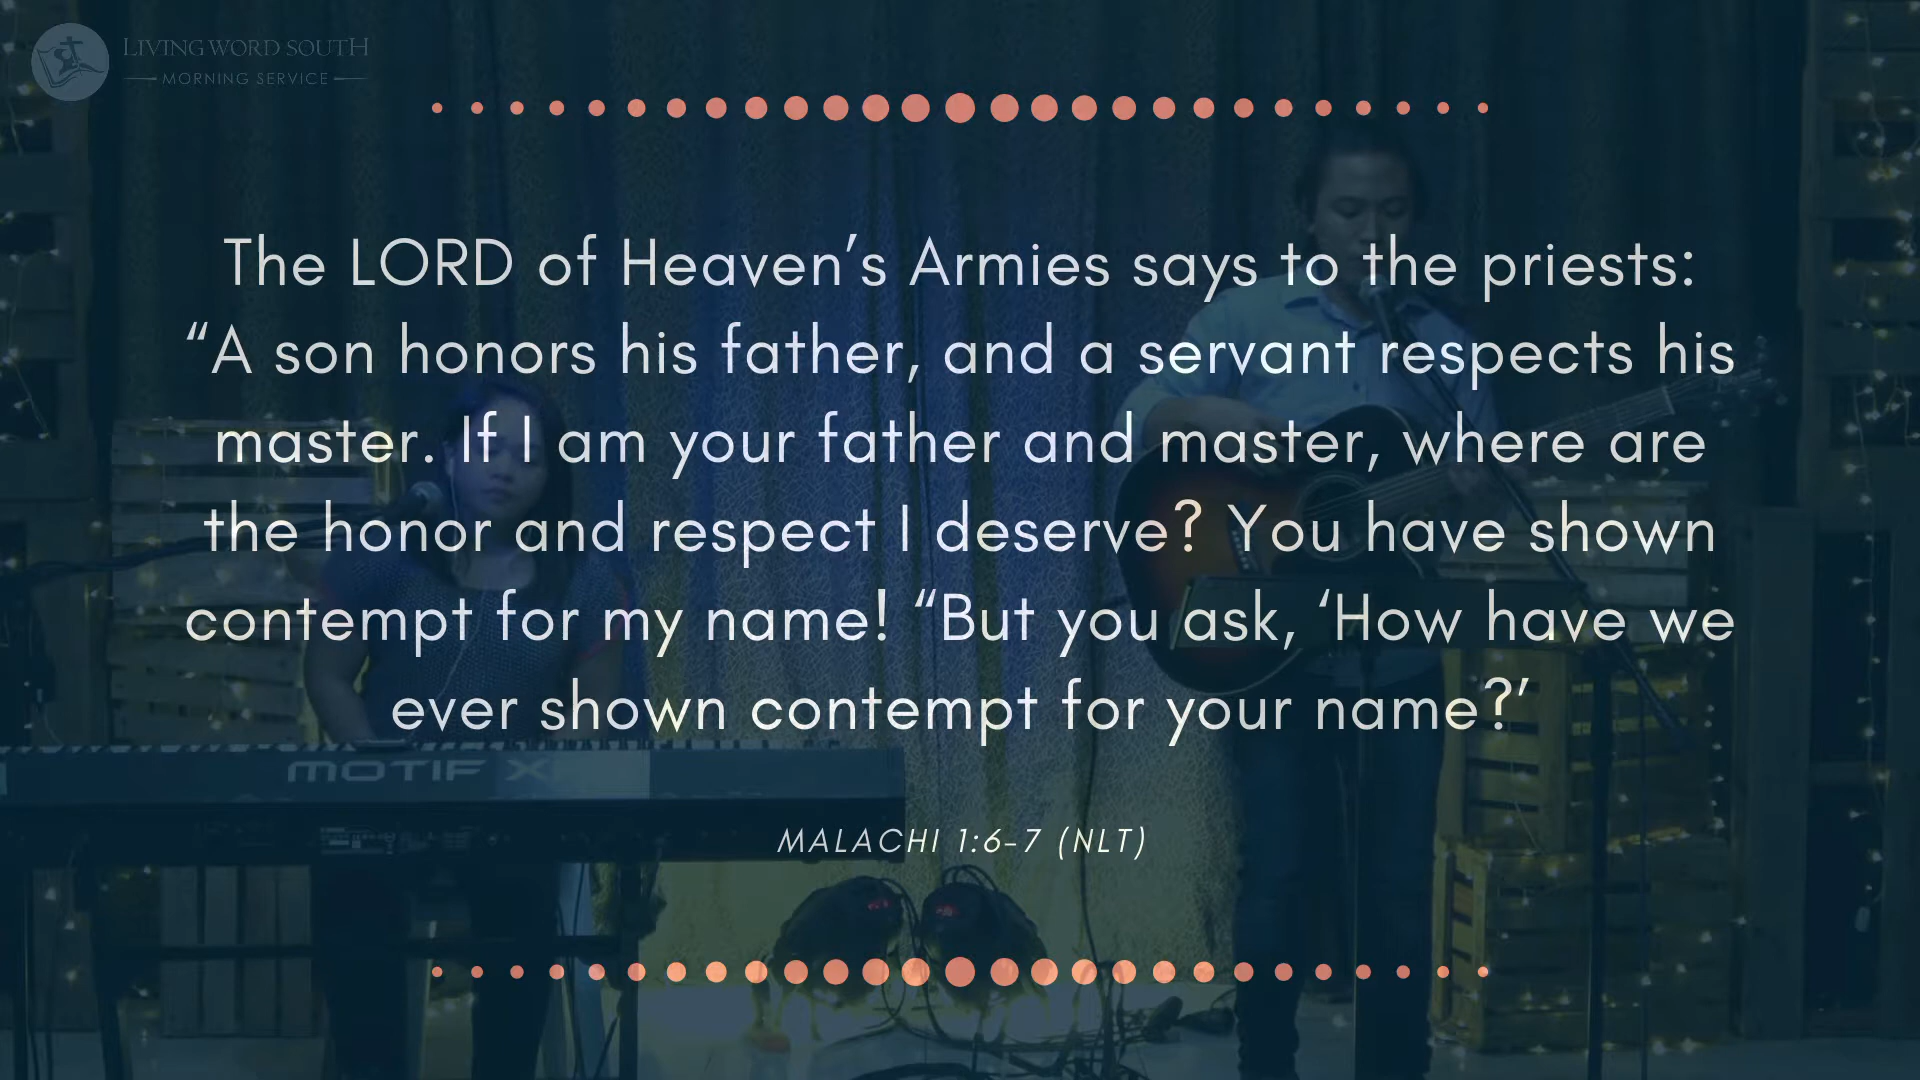 LIVING WORD SOUTH
MORNING SERVICE
The LORD of Heaven’s Armies says to the priests:
“A son honors his father, and a servant respects his
master. If I am your father and master, where are
the honor and respect I deserve? You have shown
contempt for my name! “But you ask, ‘How have we
ever shown contempt for your name?’
MOTIF X
MALACHI 1:6-7 (NLT)